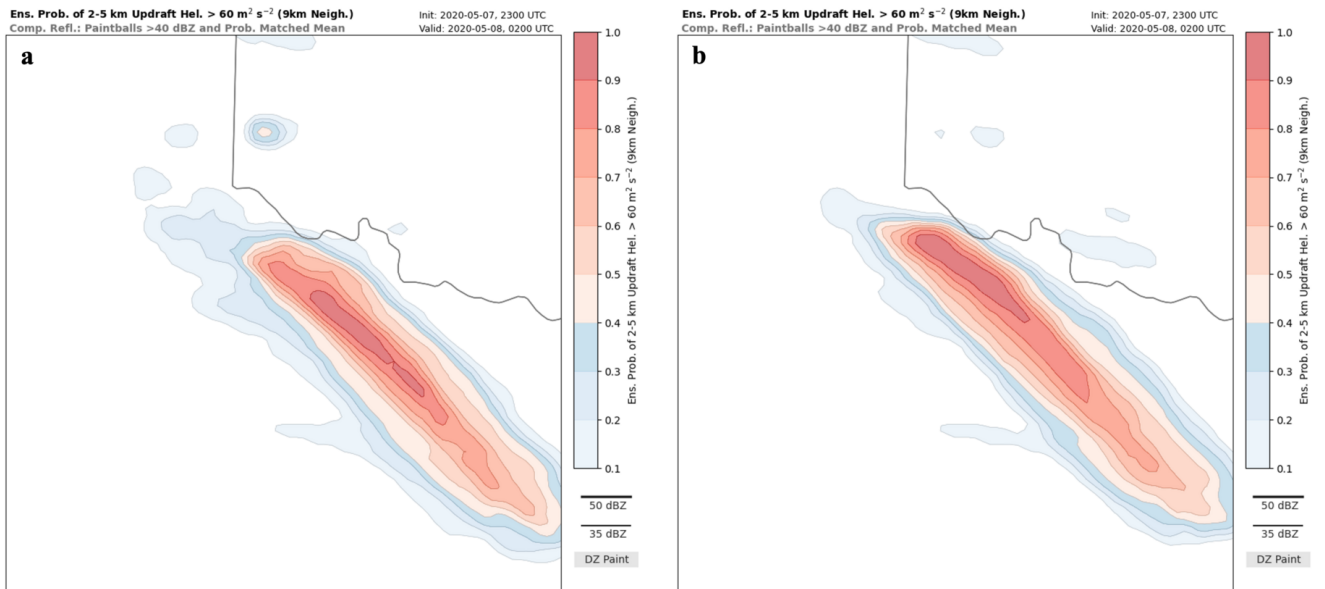 Ens. Prob. of 2-5 km Updraft Hel. > 60 m² s⁻² (9km Neigh.)
Init: 2020-05-07, 2300 UTC
Comp. Refl.: Paintballs >40 dBZ and Prob. Matched Mean
Valid: 2020-05-08, 0200 UTC
a
1.0
0.9
0.8
0.7
0.6
0.5
0.4
0.3
0.2
0.1
Ens. Prob. of 2-5 km Updraft Hel. > 60 m² s⁻² (9km Neigh.)
50 dBZ
35 dBZ
DZ Paint
Ens. Prob. of 2-5 km Updraft Hel. > 60 m² s⁻² (9km Neigh.)
Init: 2020-05-07, 2300 UTC
Comp. Refl.: Paintballs >40 dBZ and Prob. Matched Mean
Valid: 2020-05-08, 0200 UTC
b
1.0
0.9
0.8
0.7
0.6
0.5
0.4
0.3
0.2
0.1
Ens. Prob. of 2-5 km Updraft Hel. > 60 m² s⁻² (9km Neigh.)
50 dBZ
35 dBZ
DZ Paint